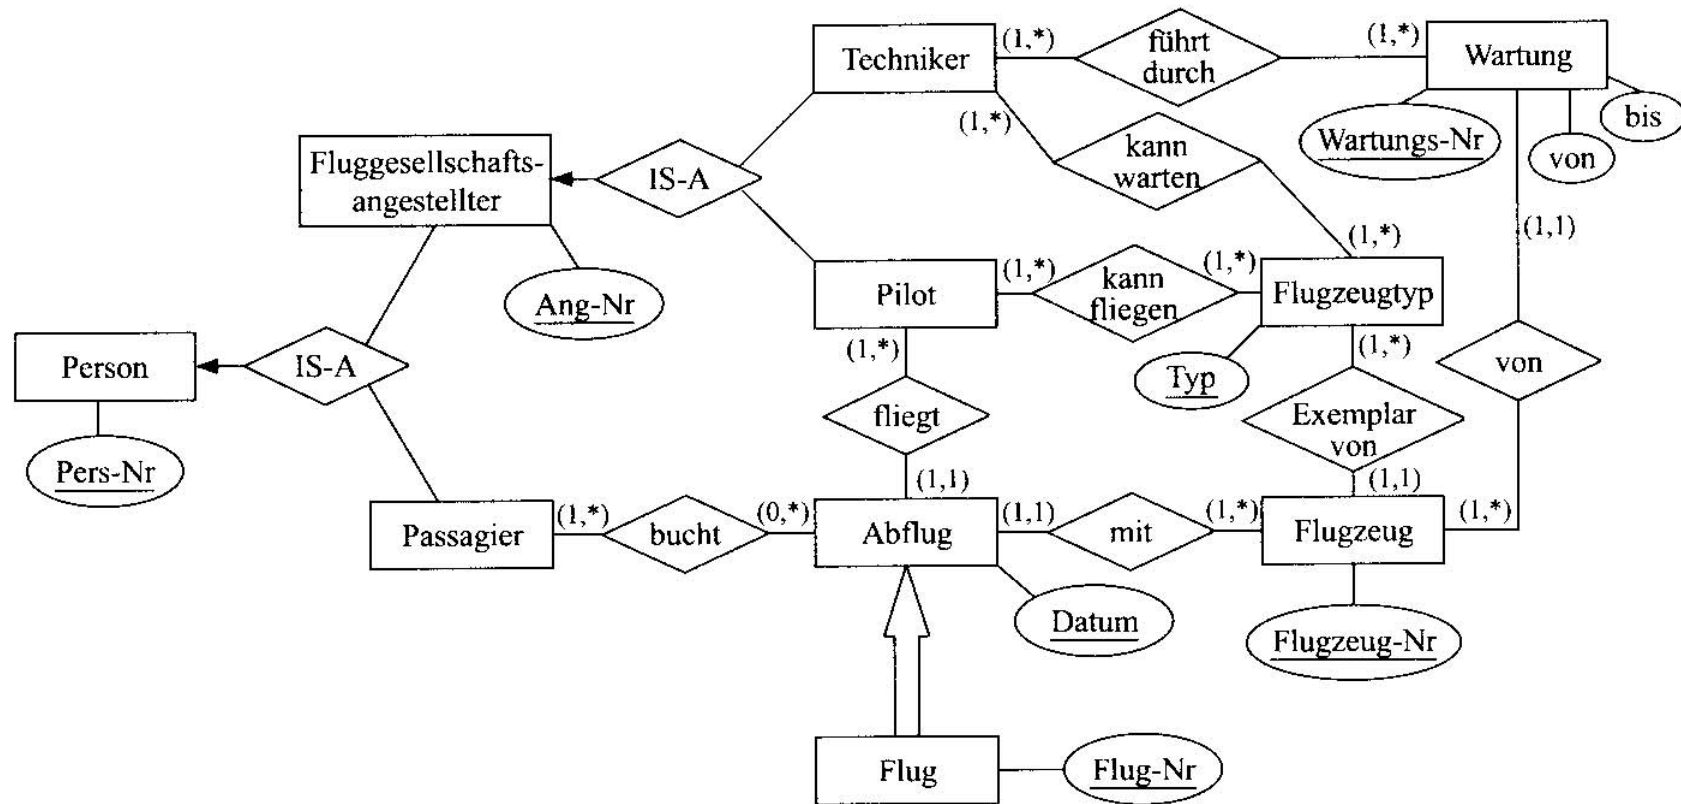 Techniker
(1,*)
führt
durch
(1,*)
Wartung
(1,*)
Wartungs-Nr
von
bis
Fluggesellschafts-
angestellter
IS-A
kann
warten
(1,1)
(1,*)
Ang-Nr
Pilot
(1,*)
kann
fliegen
(1,*)
Flugzeugtyp
Person
IS-A
(1,*)
Typ
(1,*)
von
Pers-Nr
fliegt
Exemplar
von
(1,1)
(1,1)
Passagier
(1,*)
bucht
(0,*)
Abflug
(1,1)
mit
(1,*)
Flugzeug
(1,*)
Datum
Flugzeug-Nr
Flug
Flug-Nr